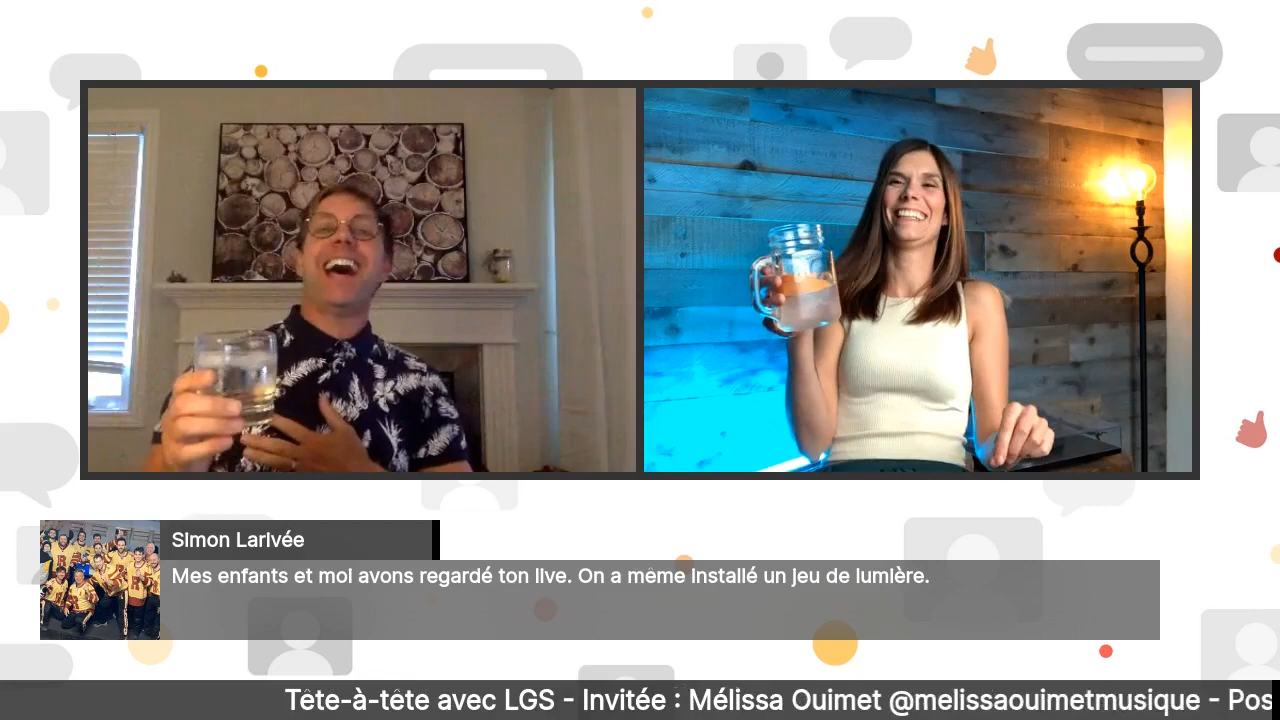 Simon Larivée
Mes enfants et moi avons regardé ton live. On a même installé un jeu de lumière.
Tête-à-tête avec LGS - Invitée : Mélissa Ouimet @melissaouimetmusique - Pos